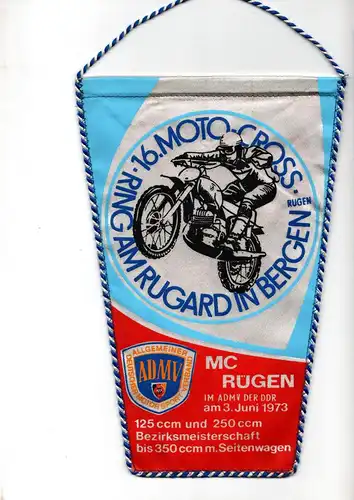 16. MOTO-CROSS
RING AM RUGARD IN BERGEN
RÜGEN
ALLGEMEINER
DEUTSCHER MOTORSPORT VERBAND
ADMV
MC
RÜGEN
IM ADMV DER DDR
am 3. Juni 1973
125 ccm und 250 ccm
Bezirksmeisterschaft
bis 350 ccm m. Seitenwagen